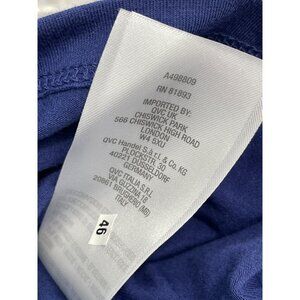 A498809
RN 81893
IMPORTED BY:
QVC UK
CHISWICK PARK
566 CHISWICK HIGH ROAD
LONDON
W4 5XU
QVC Handel S.à r.l. & Co. KG
PLOCKSTR. 30
40221 DÜSSELDORF
GERMANY
QVC ITALIA S.R.L
VIA GUZZINA 18
20861 BRUGHERIO (MB)
46